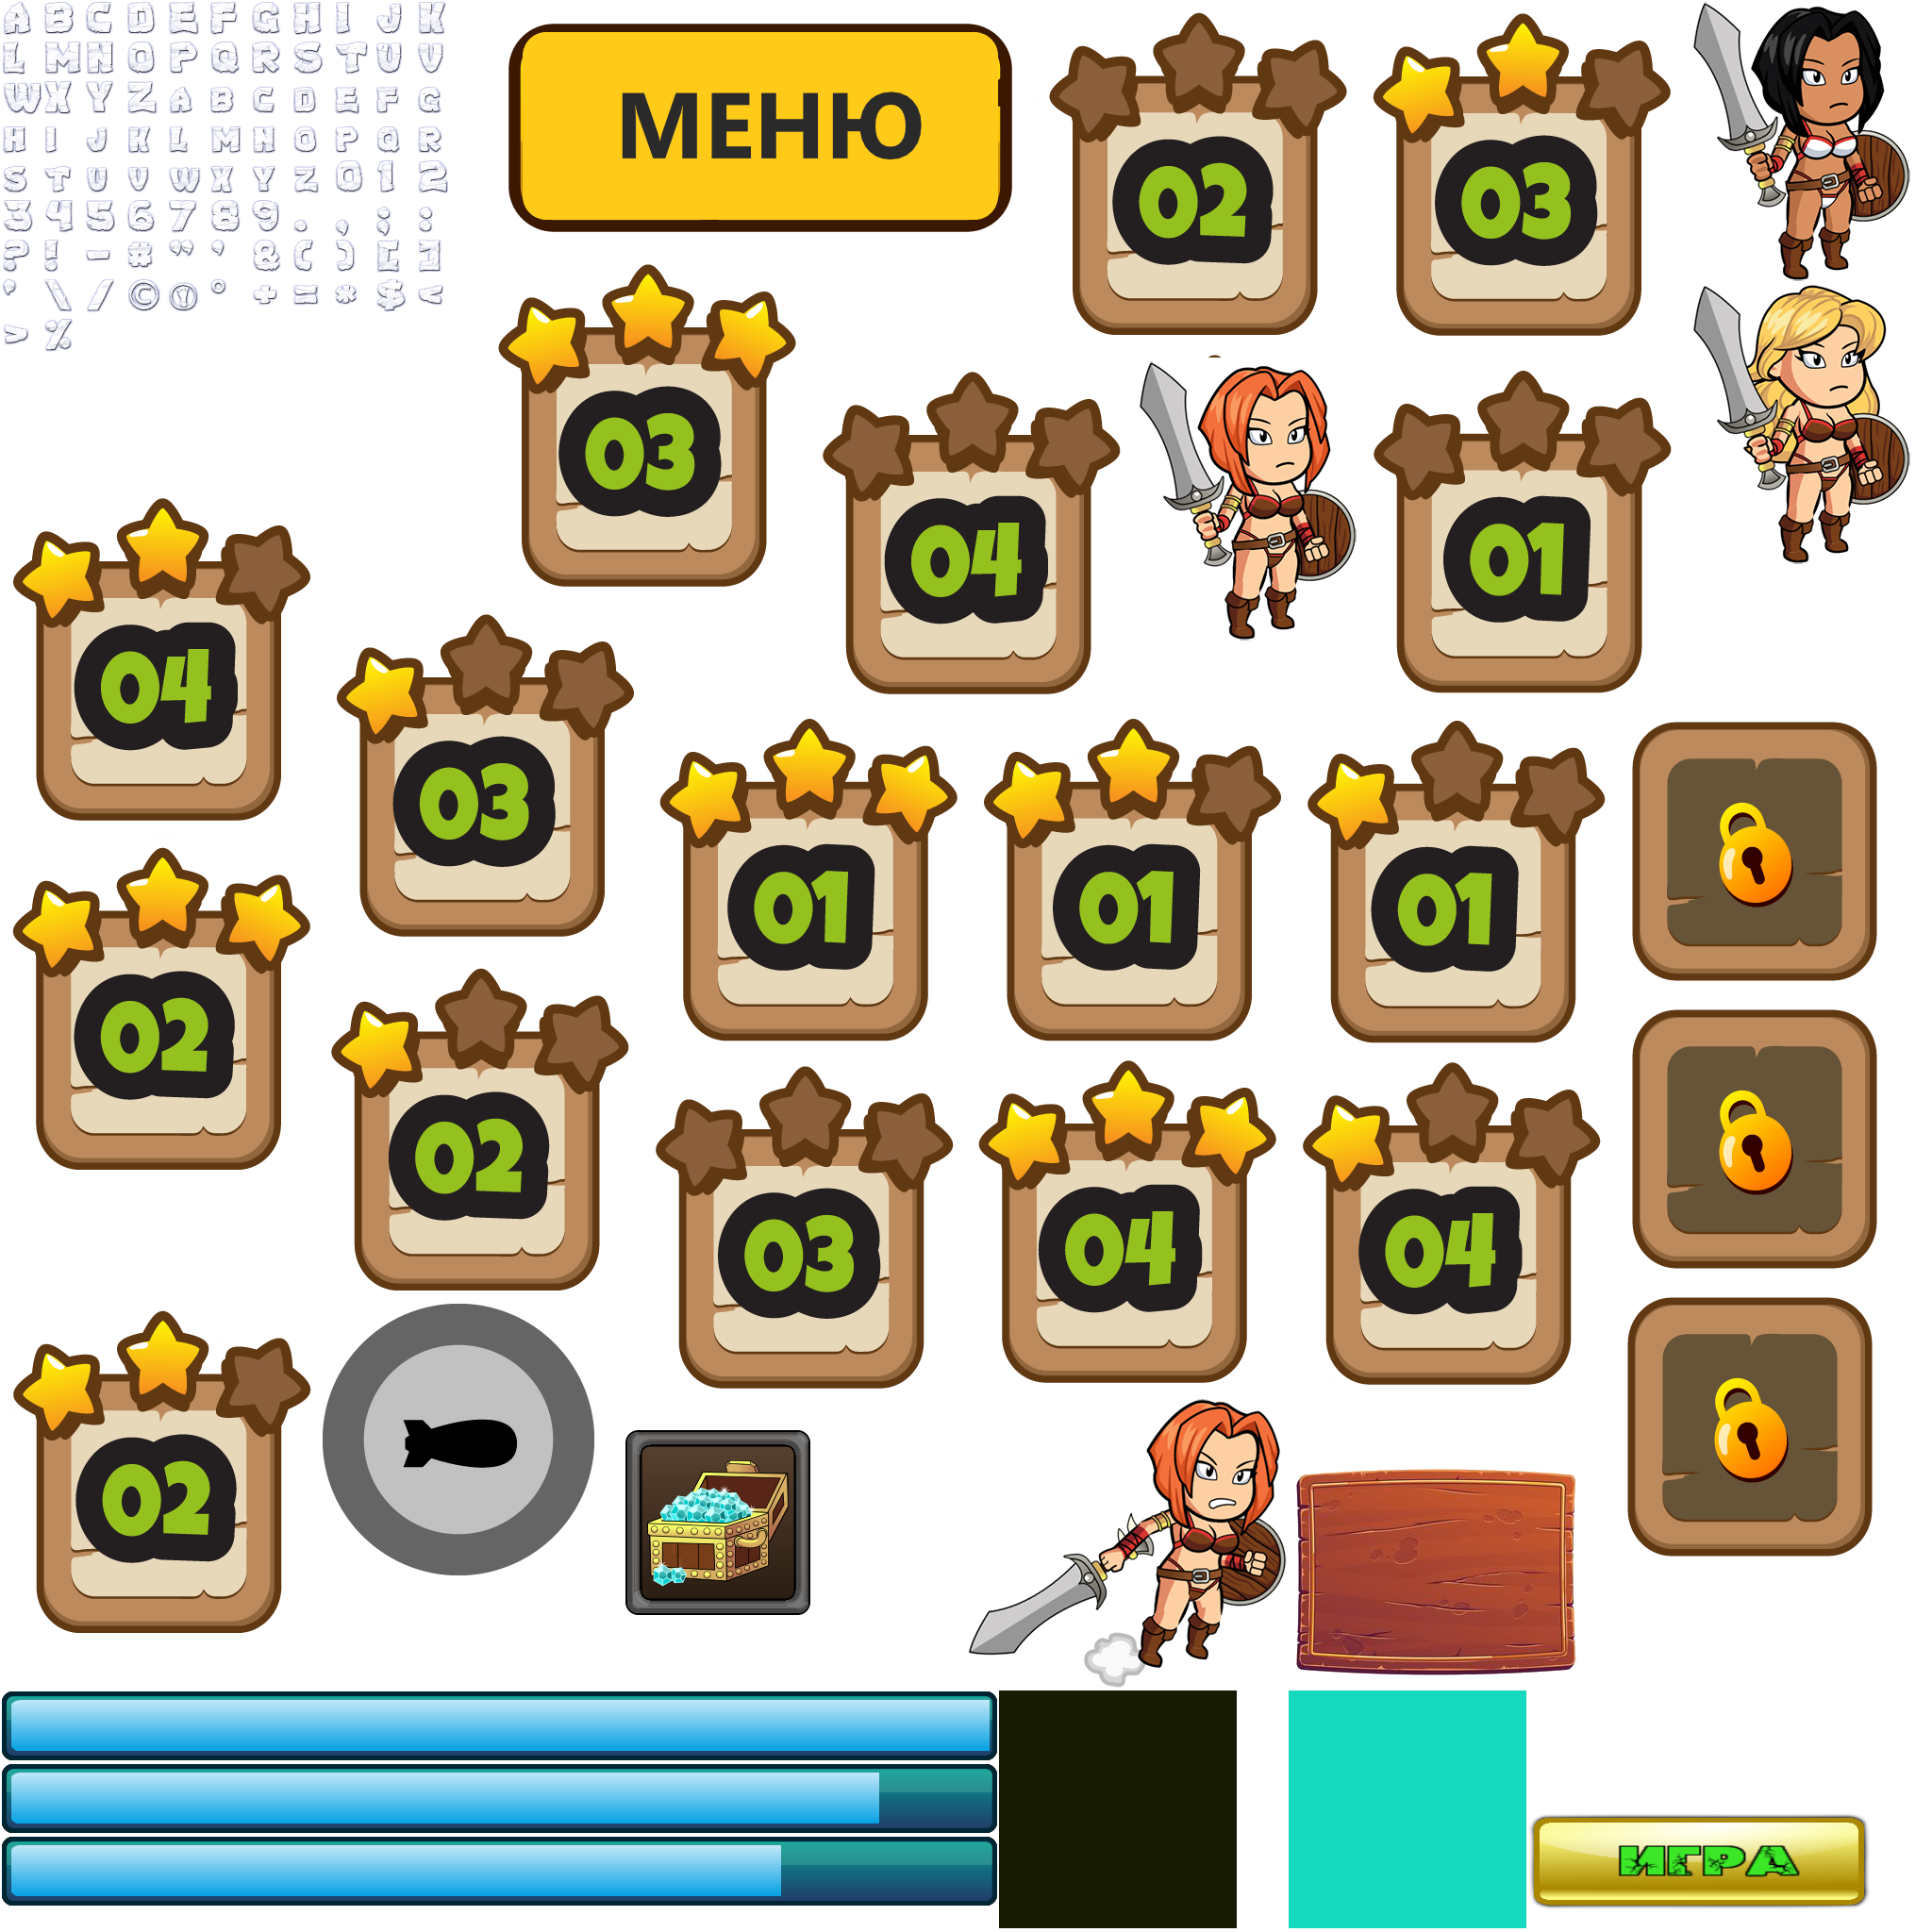 A B C D E F G H I J K
L M N O P Q R S T U V
W X Y Z A B C D E F G
H I J K L M N O P Q R
S T U V W X Y Z 0 1 2
3 4 5 6 7 8 9 . , ; :
? ! - # " ' & ( ) [ ]
' \ / © ° + = * $ <
> %
МЕНЮ
02
03
03
04
01
04
03
01
01
01
02
02
03
04
04
02
ИГРА